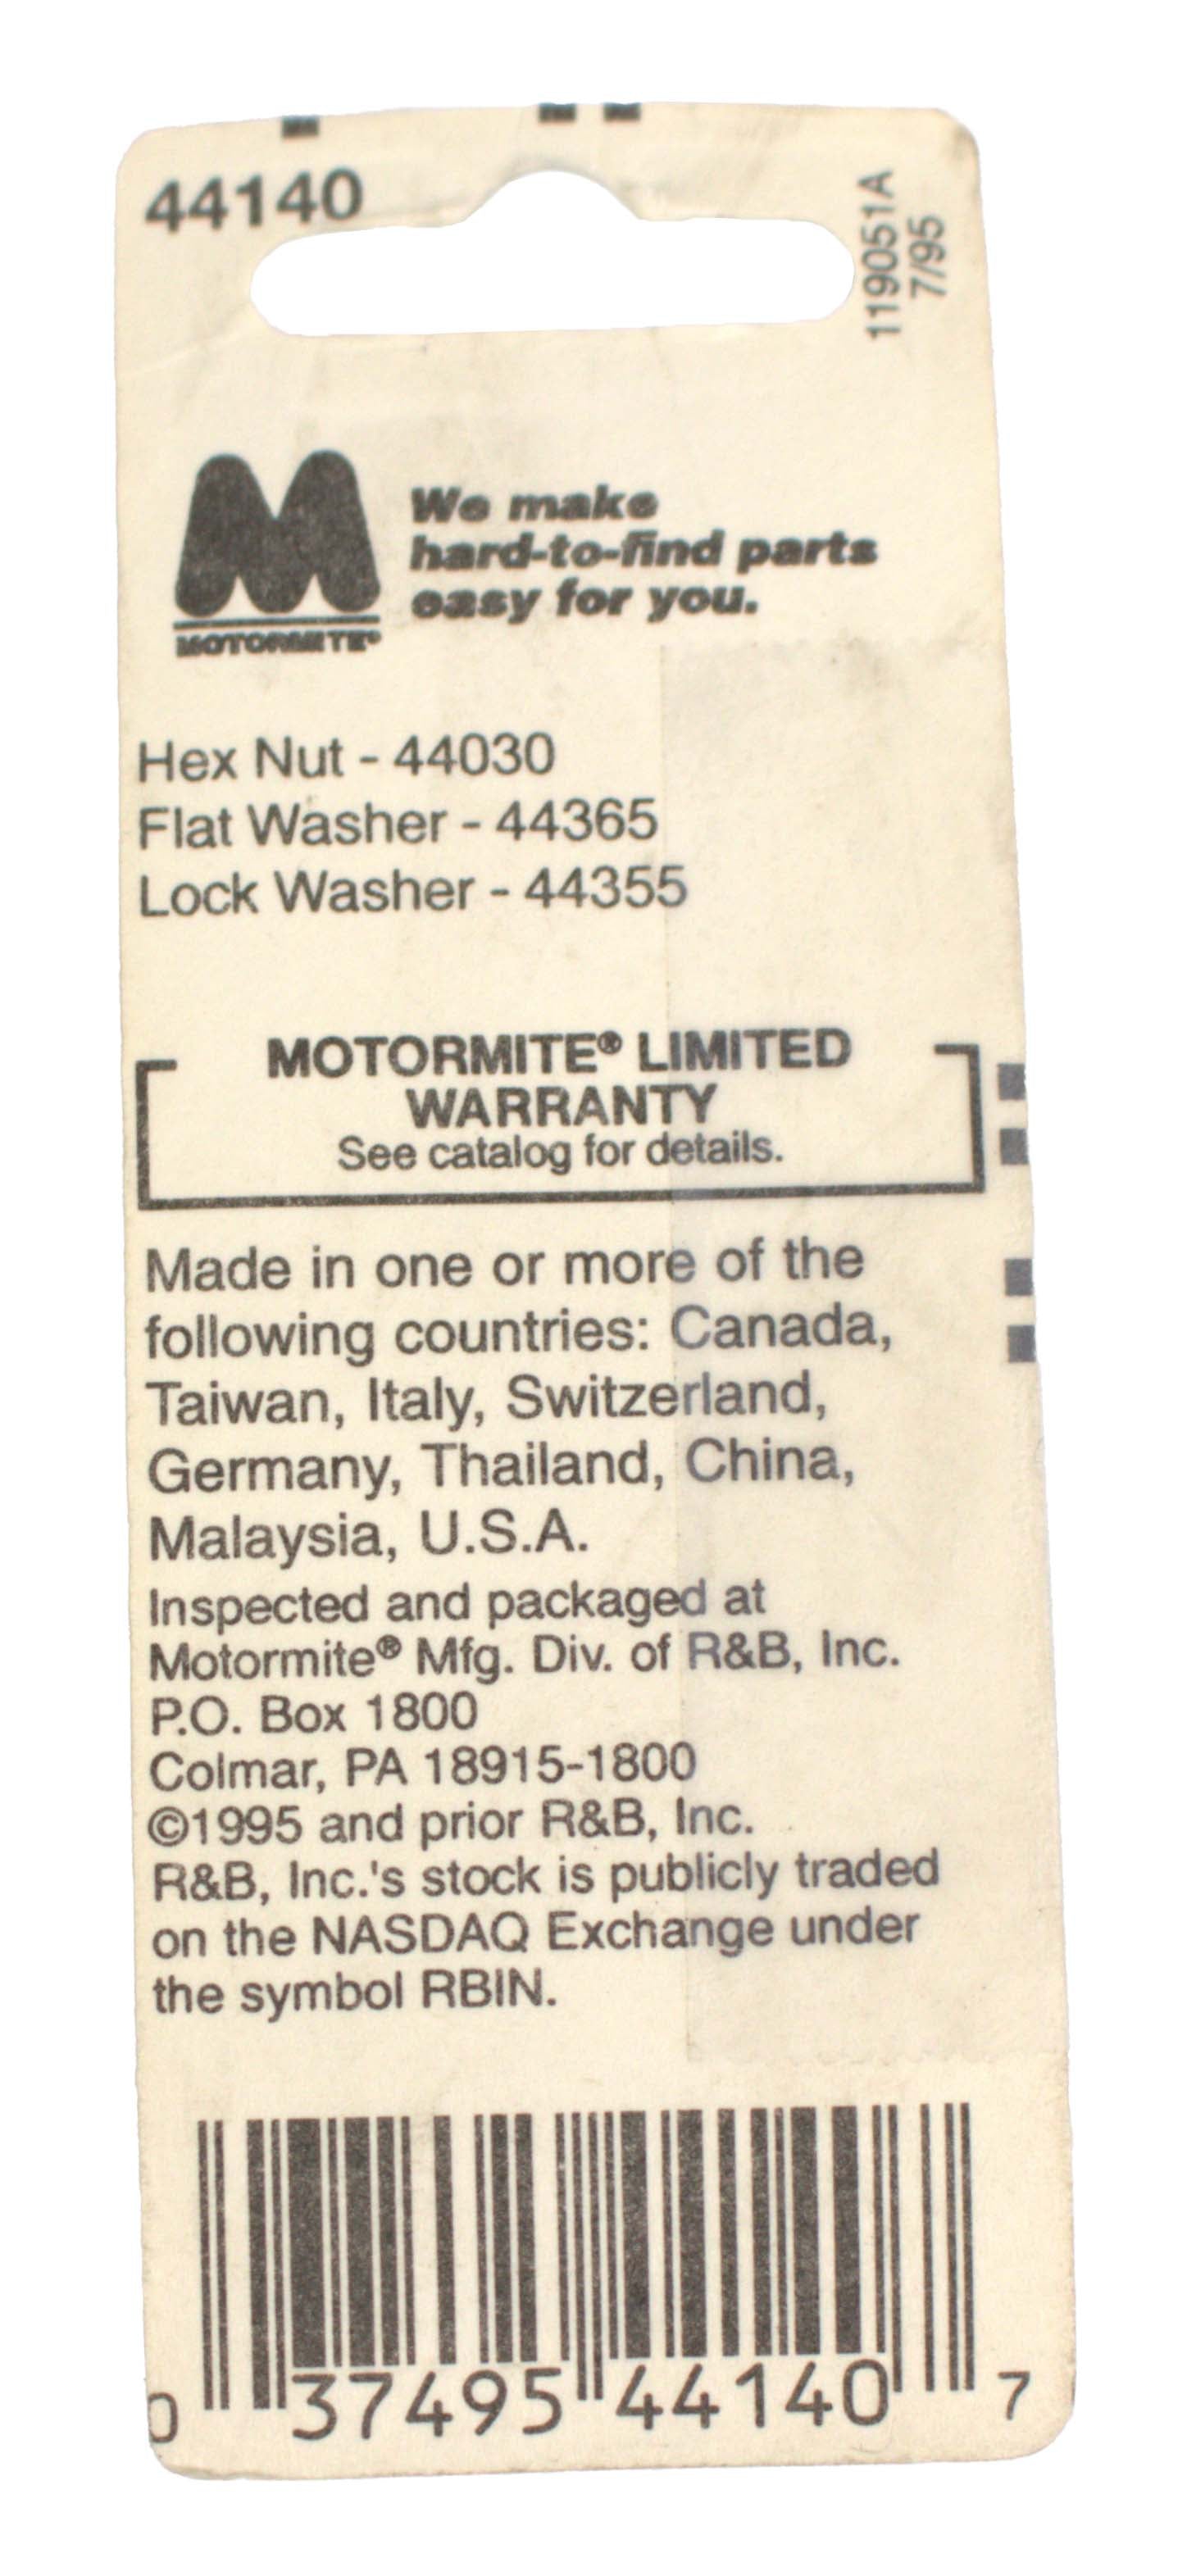 44140
119051A
7/95
We make
hard-to-find parts
easy for you.
MOTORMITE®
Hex Nut - 44030
Flat Washer - 44365
Lock Washer - 44355
MOTORMITE® LIMITED
WARRANTY
See catalog for details.
Made in one or more of the
following countries: Canada,
Taiwan, Italy, Switzerland,
Germany, Thailand, China,
Malaysia, U.S.A.
Inspected and packaged at
Motormite® Mfg. Div. of R&B, Inc.
P.O. Box 1800
Colmar, PA 18915-1800
©1995 and prior R&B, Inc.
R&B, Inc.'s stock is publicly traded
on the NASDAQ Exchange under
the symbol RBIN.
0 37495 44140 7